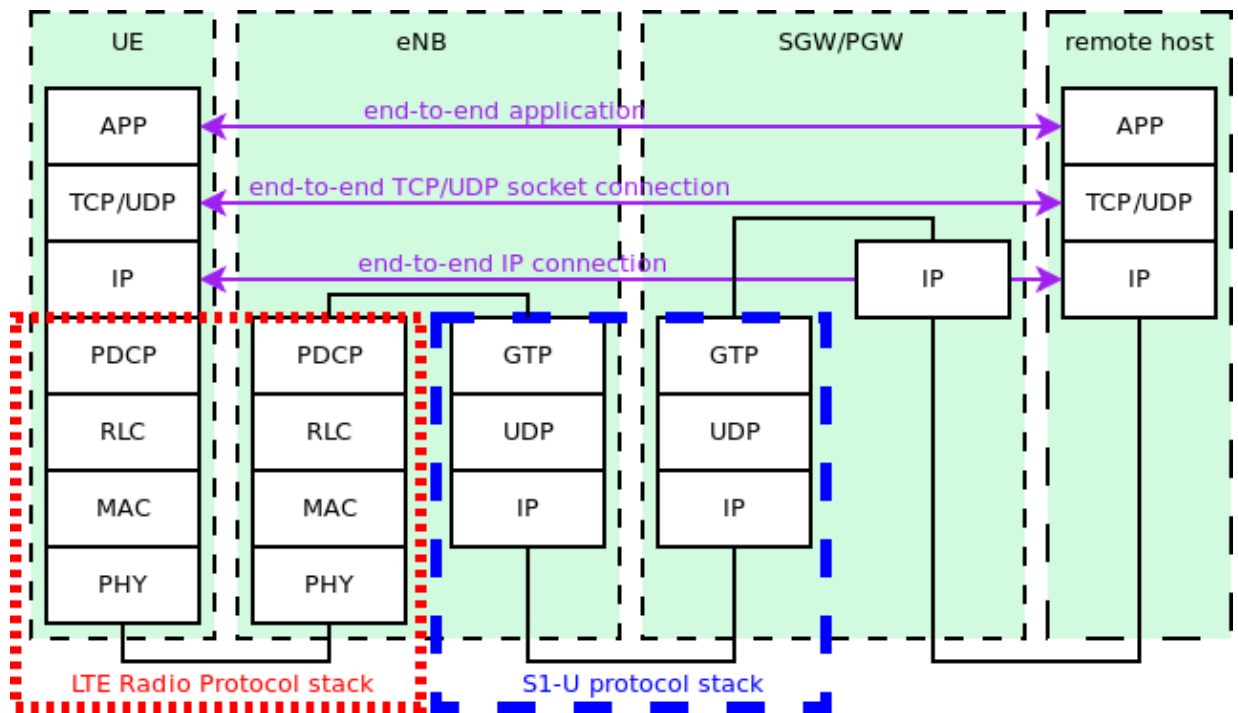 UE
eNB
SGW/PGW
remote host
end-to-end application
APP
APP
end-to-end TCP/UDP socket connection
TCP/UDP
TCP/UDP
end-to-end IP connection
IP
IP
IP
PDCP
PDCP
GTP
GTP
RLC
RLC
UDP
UDP
MAC
MAC
IP
IP
PHY
PHY
LTE Radio Protocol stack
S1-U protocol stack